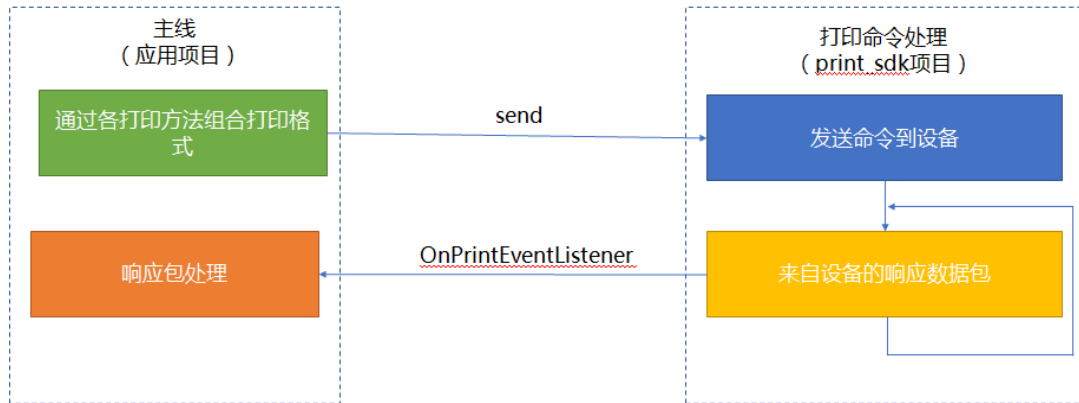 主线
（应用项目）
通过各打印方法组合打印格
式
响应包处理
send
OnPrintEventListener
打印命令处理
（print_sdk项目）
发送命令到设备
来自设备的响应数据包